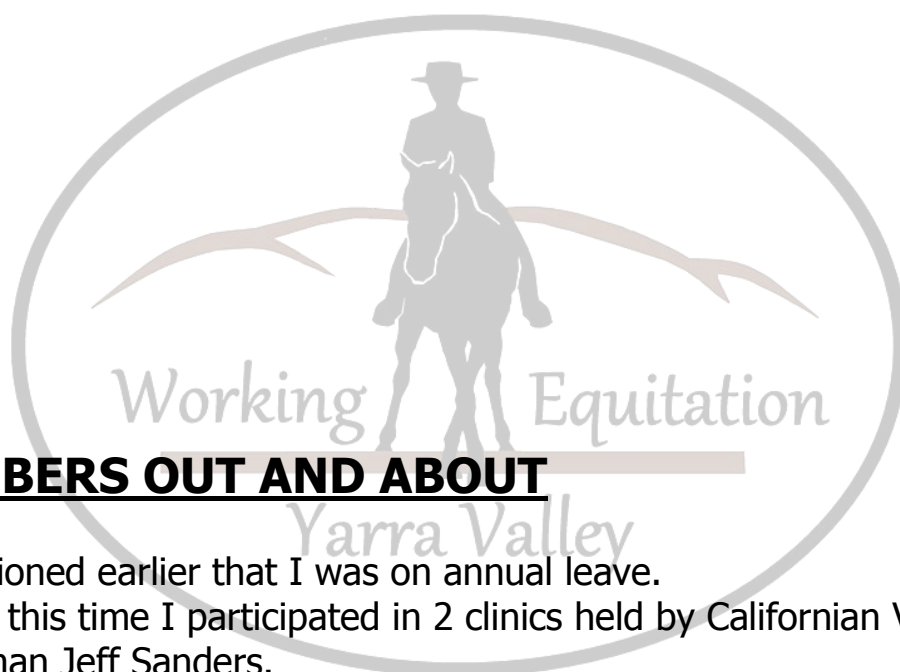 Working Equitation
BERS OUT AND ABOUT
Yarra Valley
ioned earlier that I was on annual leave.
this time I participated in 2 clinics held by Californian V
nan Jeff Sanders.